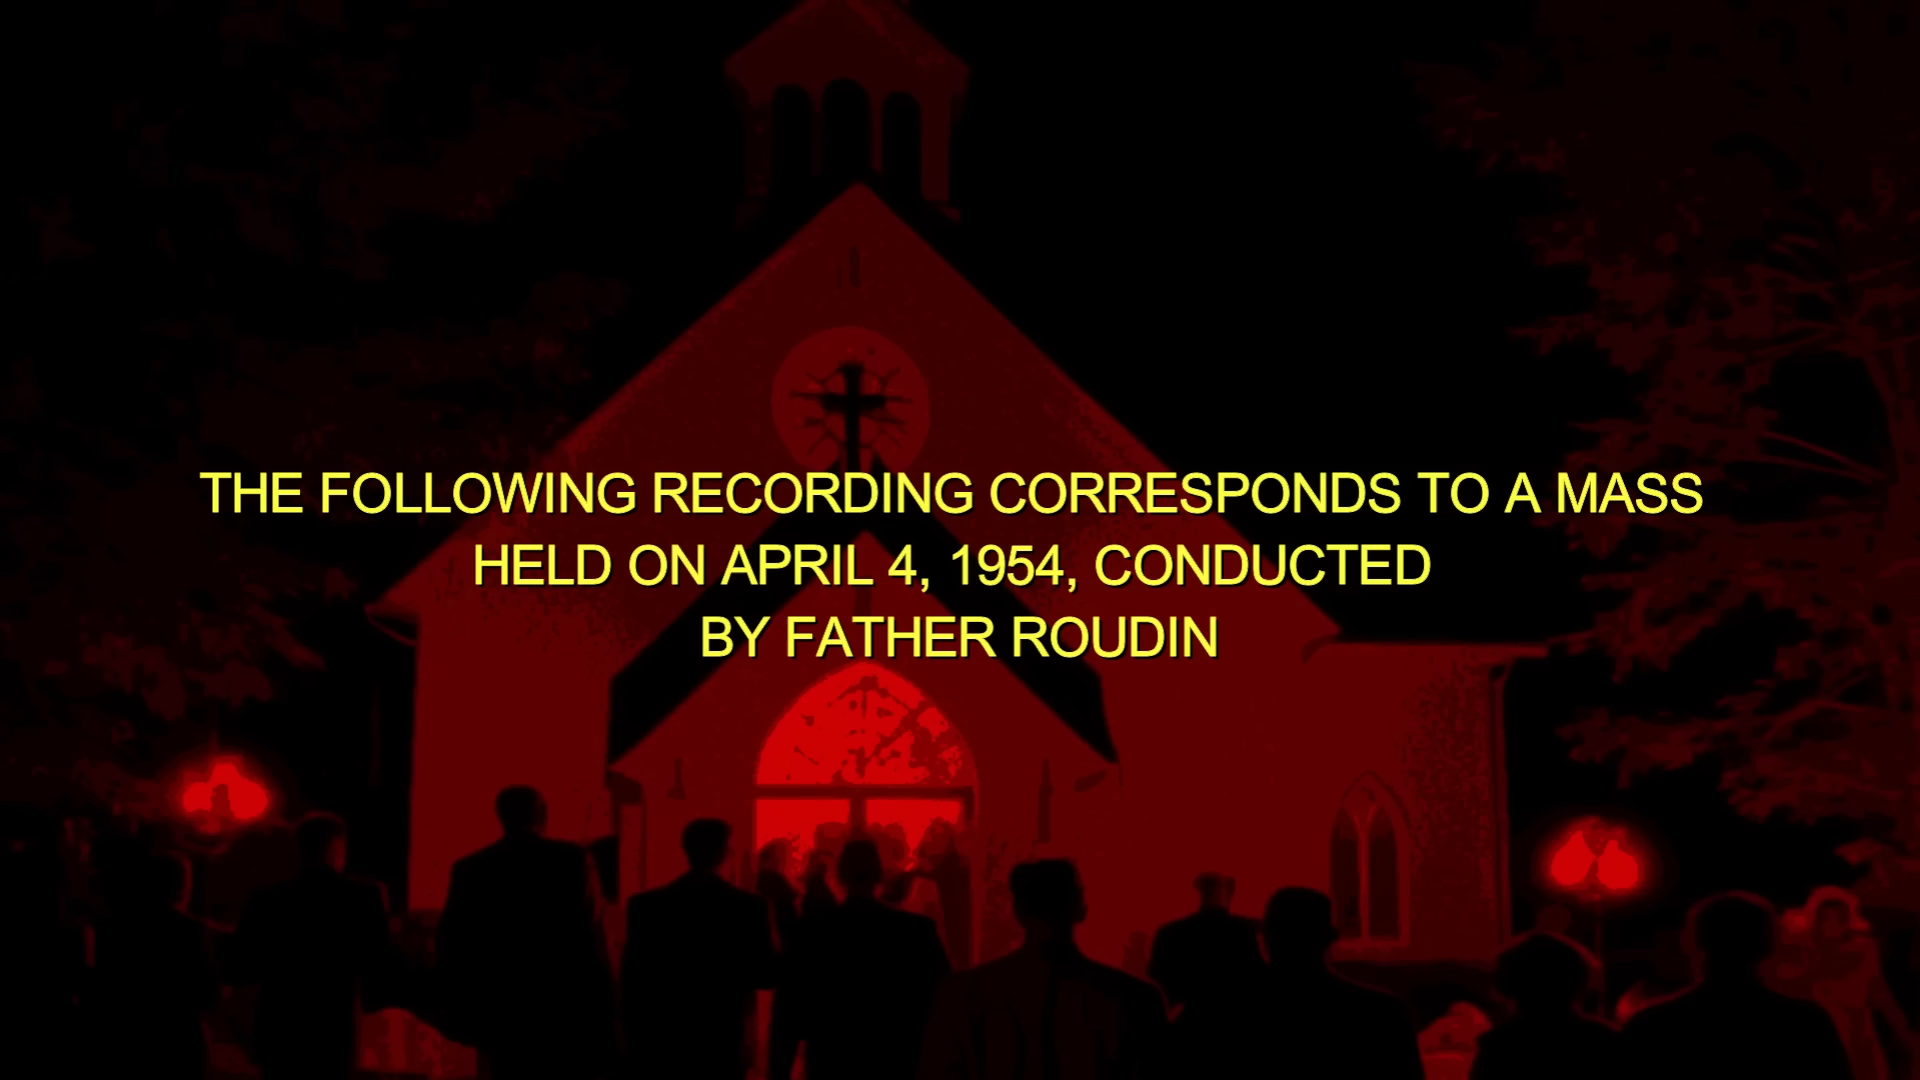 THE FOLLOWING RECORDING CORRESPONDS TO A MASS
HELD ON APRIL 4, 1954, CONDUCTED
BY FATHER ROUDIN